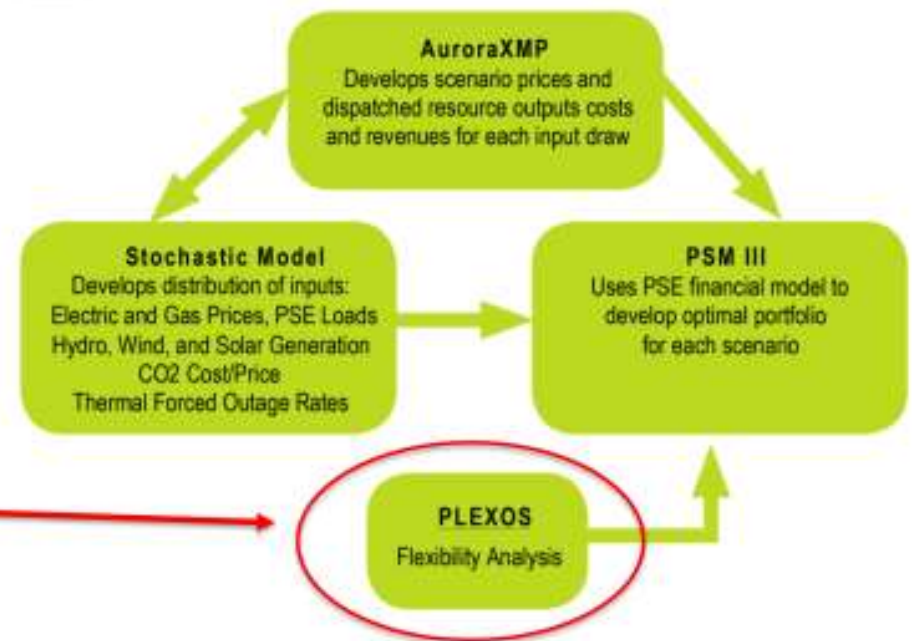 AuroraXMP
Develops scenario prices and
dispatched resource outputs costs
and revenues for each input draw
Stochastic Model
Develops distribution of inputs:
Electric and Gas Prices, PSE Loads
Hydro, Wind, and Solar Generation
CO2 Cost/Price
Thermal Forced Outage Rates
PSM III
Uses PSE financial model to
develop optimal portfolio
for each scenario
PLEXOS
Flexibility Analysis